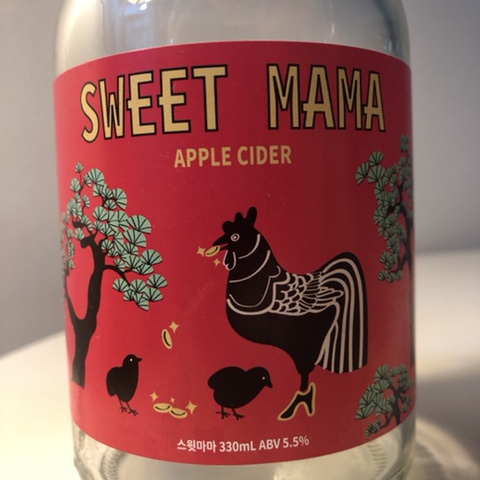 SWEET MAMA
APPLE CIDER
스윗마마 330mL ABV 5.5%